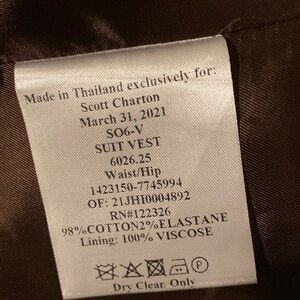 Made in Thailand exclusively for:
Scott Charton
March 31, 2021
SO6-V
SUIT VEST
6026.25
Waist/Hip
1423150-7745994
OF: 21JHI0004892
RN#122326
98%COTTON2%ELASTANE
Lining: 100% VISCOSE
P
Dry Clean Only